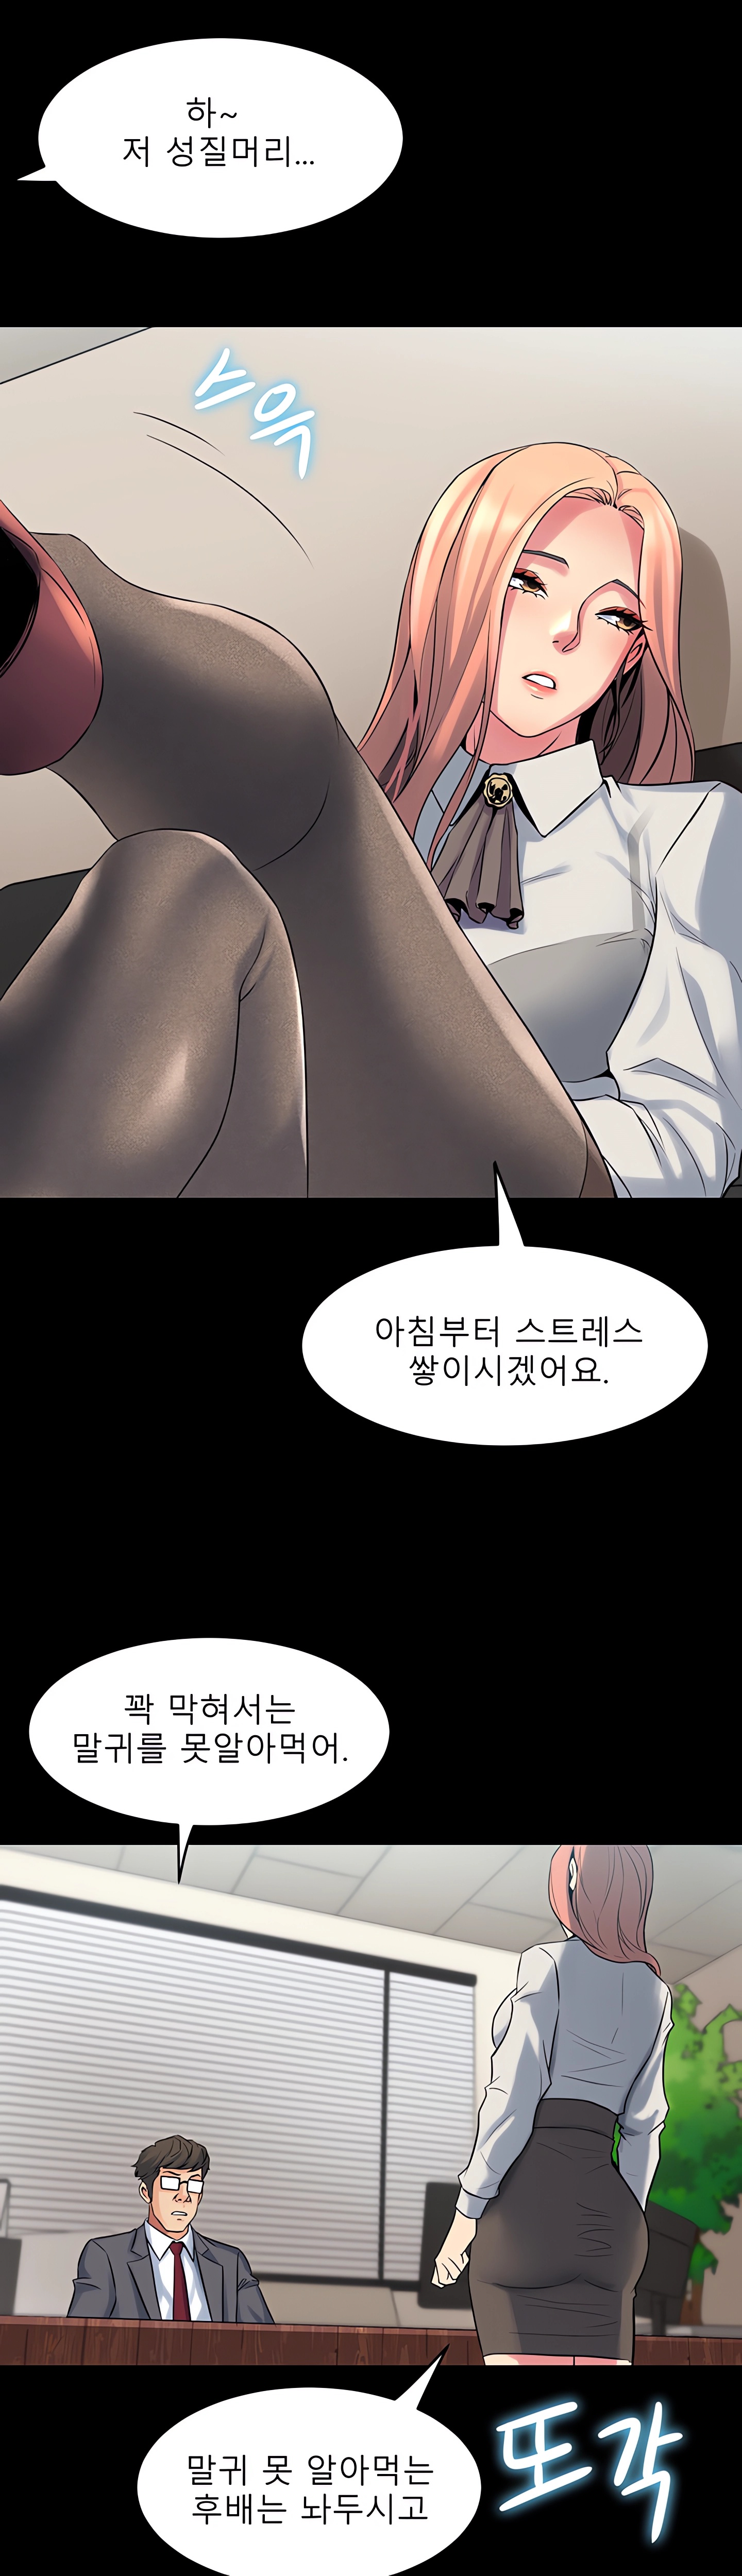 하~
저 성질머리...
스윽
아침부터 스트레스
쌓이시겠어요.
꽉 막혀서는
말귀를 못알아먹어.
말귀 못 알아먹는
후배는 놔두시고
또각